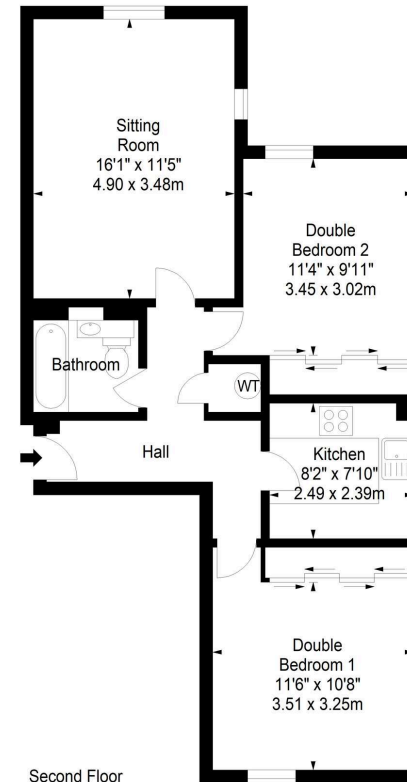 Sitting
Room
16'1" x 11'5"
4.90 x 3.48m
Double
Bedroom 2
11'4" x 9'11"
3.45 x 3.02m
Bathroom
WT
Hall
Kitchen
8'2" x 7'10"
2.49 x 2.39m
Double
Bedroom 1
11'6" x 10'8"
3.51 x 3.25m
Second Floor